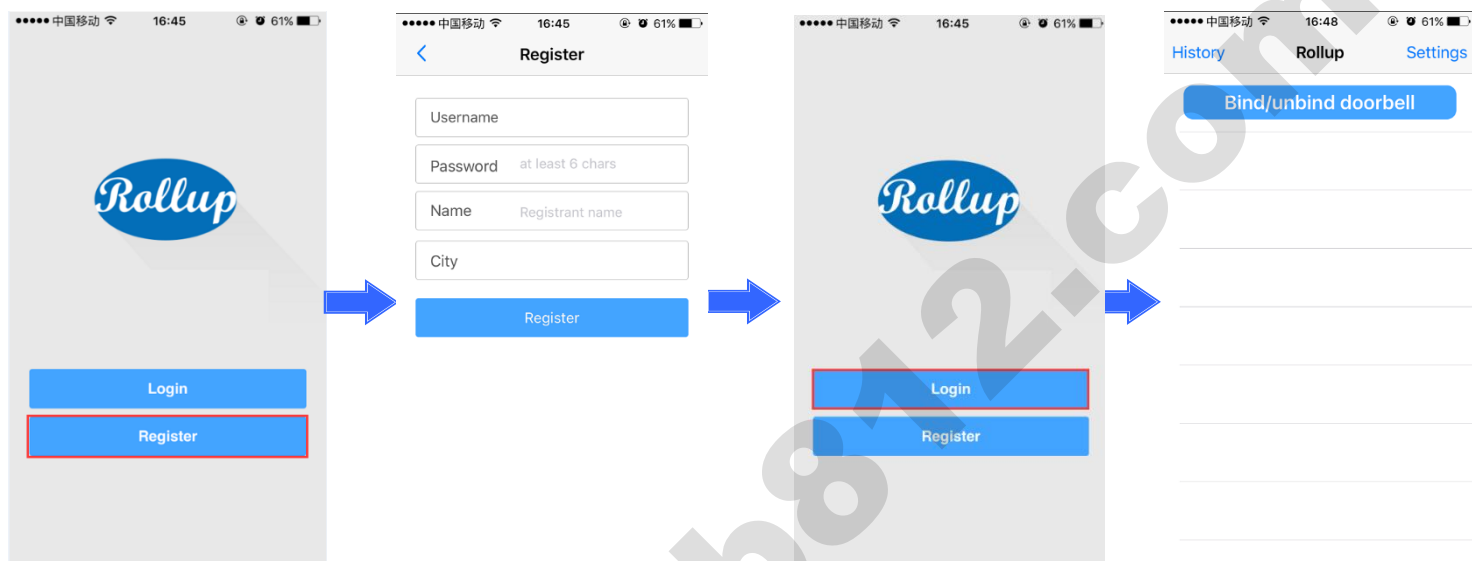 中国移动 16:45 61%
Rollup
Login
Register
中国移动 16:45 61%
Register
Username
Password at least 6 chars
Name Registrant name
City
Register
中国移动 16:45 61%
Rollup
Login
Register
中国移动 16:48 61%
History Rollup Settings
Bind/unbind doorbell
b812.com